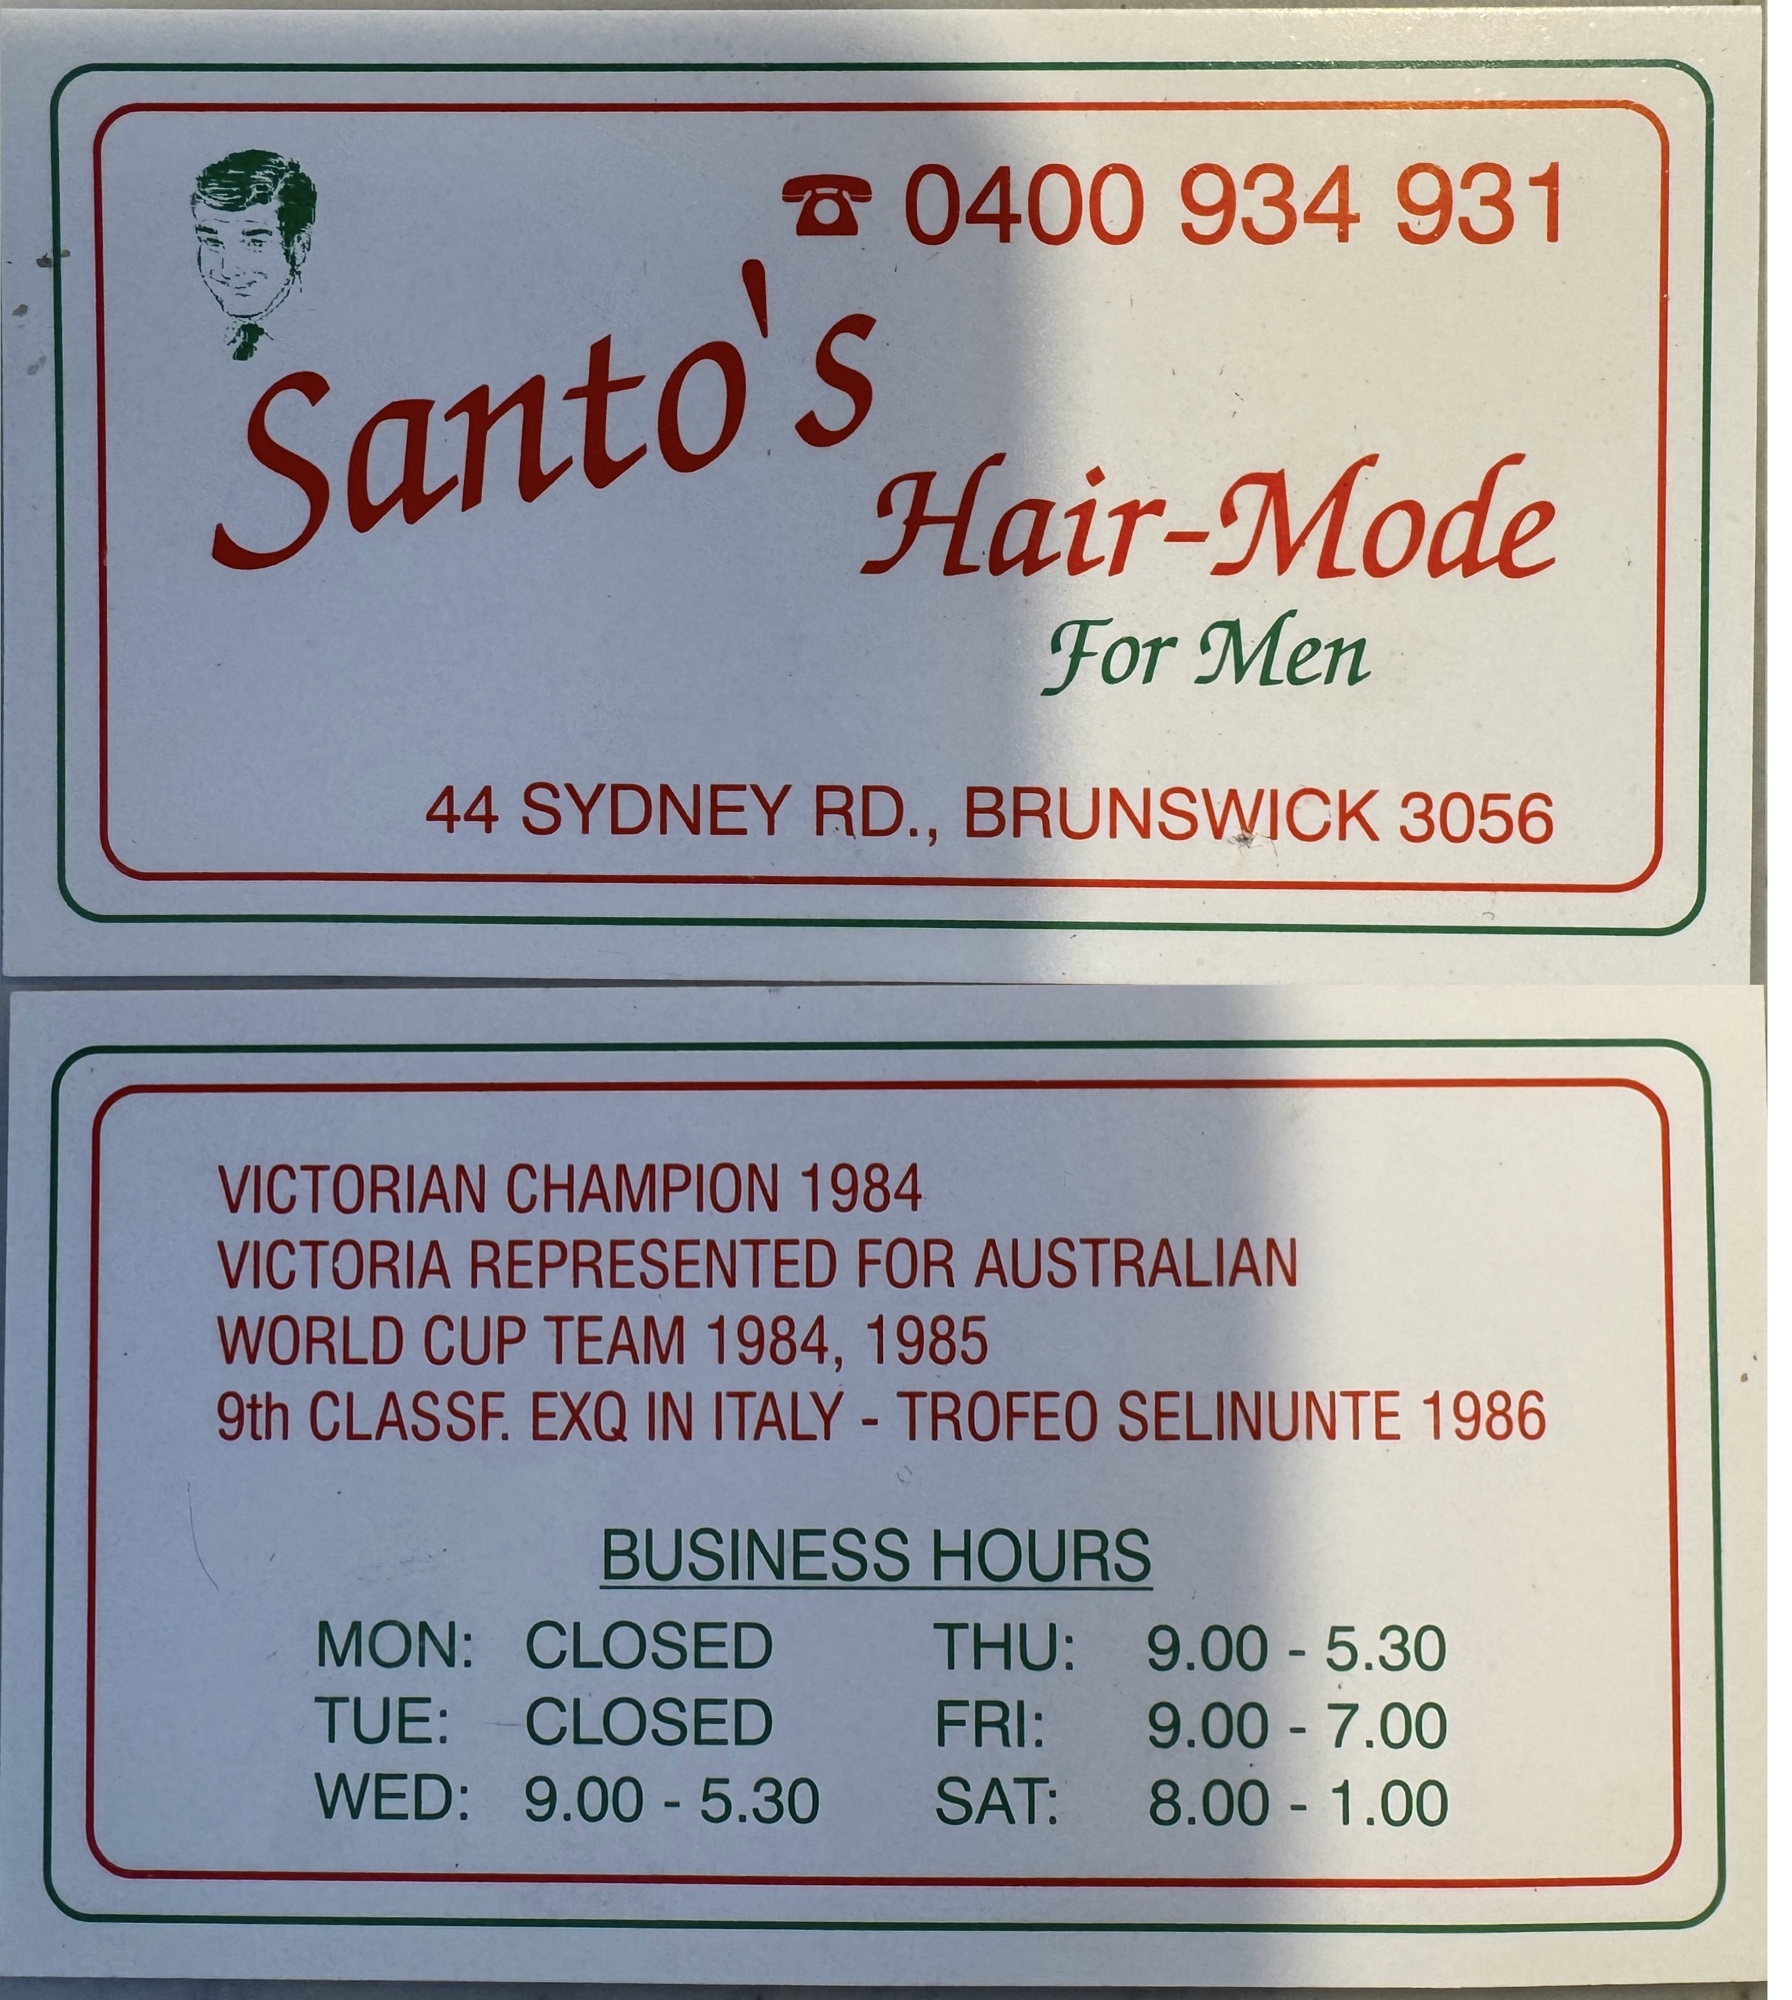 0400 934 931
Santo's
Hair-Mode
For Men
44 SYDNEY RD., BRUNSWICK 3056
VICTORIAN CHAMPION 1984
VICTORIA REPRESENTED FOR AUSTRALIAN
WORLD CUP TEAM 1984, 1985
9th CLASSF. EXQ IN ITALY - TROFEO SELINUNTE 1986
BUSINESS HOURS
MON: CLOSED THU: 9.00 - 5.30
TUE: CLOSED FRI: 9.00 - 7.00
WED: 9.00 - 5.30 SAT: 8.00 - 1.00